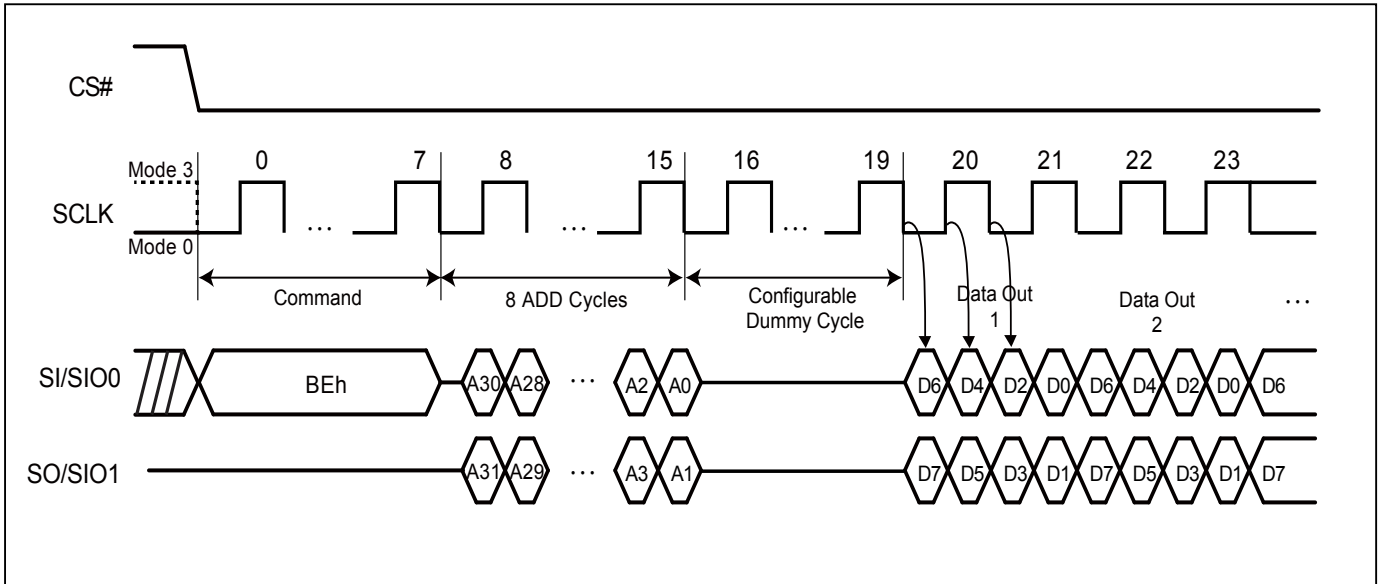 CS#
Mode 3
0
7
8
15
16
19
20
21
22
23
SCLK
...
...
...
Mode 0
Command
8 ADD Cycles
Configurable
Dummy Cycle
Data Out
1
Data Out
2
...
SI/SIO0
BEh
A30 A28 ... A2 A0
D6 D4 D2 D0 D6 D4 D2 D0 D6
SO/SIO1
A31 A29 ... A3 A1
D7 D5 D3 D1 D7 D5 D3 D1 D7